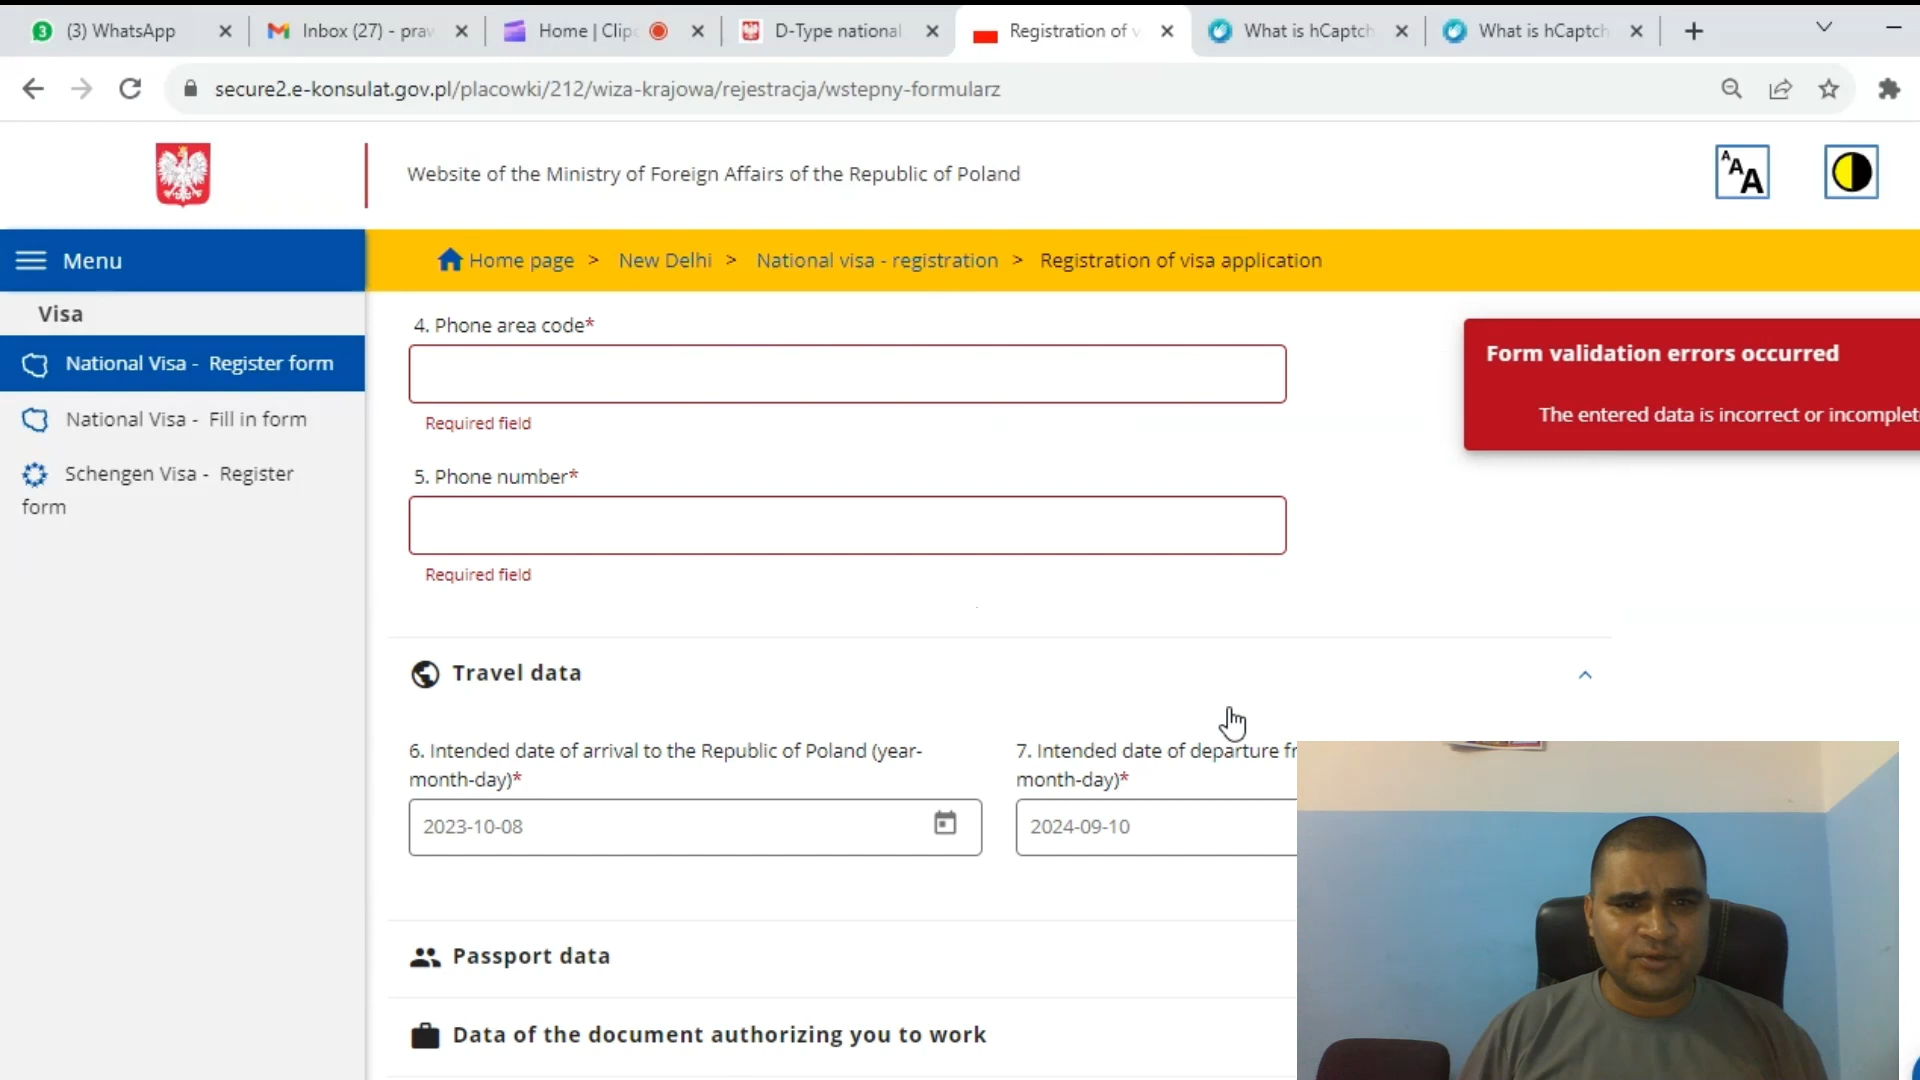 3 (3) WhatsApp
Inbox (27) - praw
Home | Clipc
D-Type national
Registration of v
What is hCaptch
What is hCaptch
secure2.e-konsulat.gov.pl/placowki/212/wiza-krajowa/rejestracja/wstepny-formularz
Website of the Ministry of Foreign Affairs of the Republic of Poland
AAA
Menu
Home page > New Delhi > National visa - registration > Registration of visa application
Visa
National Visa - Register form
National Visa - Fill in form
Schengen Visa - Register
form
4. Phone area code*
Required field
5. Phone number*
Required field
Form validation errors occurred
The entered data is incorrect or incomplete
Travel data
6. Intended date of arrival to the Republic of Poland (year-
month-day)*
2023-10-08
7. Intended date of departure fr
month-day)*
2024-09-10
Passport data
Data of the document authorizing you to work